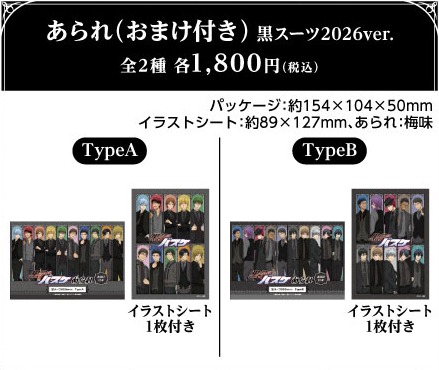 あられ（おまけ付き）黒スーツ2026ver.
全2種 各1,800円（税込）
パッケージ：約154×104×50mm
イラストシート：約89×127mm、あられ：梅味
TypeA
イラストシート
1枚付き
TypeB
イラストシート
1枚付き